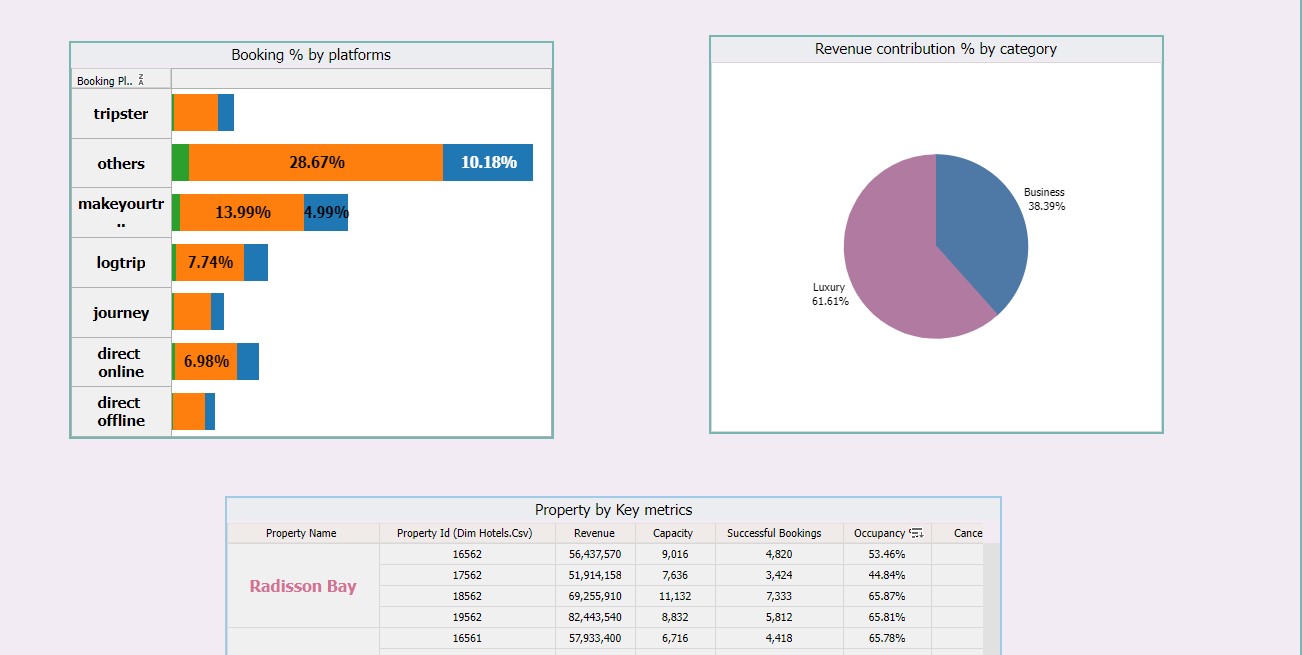 Booking % by platforms
Booking Pl..
tripster
others
28.67%
10.18%
makeyourtr
..
13.99%
4.99%
logtrip
7.74%
journey
direct
online
6.98%
direct
offline
Revenue contribution % by category
Business
38.39%
Luxury
61.61%
Property by Key metrics
Property Name Property Id (Dim Hotels.Csv) Revenue Capacity Successful Bookings Occupancy Cance
16562 56,437,570 9,016 4,820 53.46%
17562 51,914,158 7,636 3,424 44.84%
Radisson Bay
18562 69,255,910 11,132 7,333 65.87%
19562 82,443,540 8,832 5,812 65.81%
16561 57,933,400 6,716 4,418 65.78%